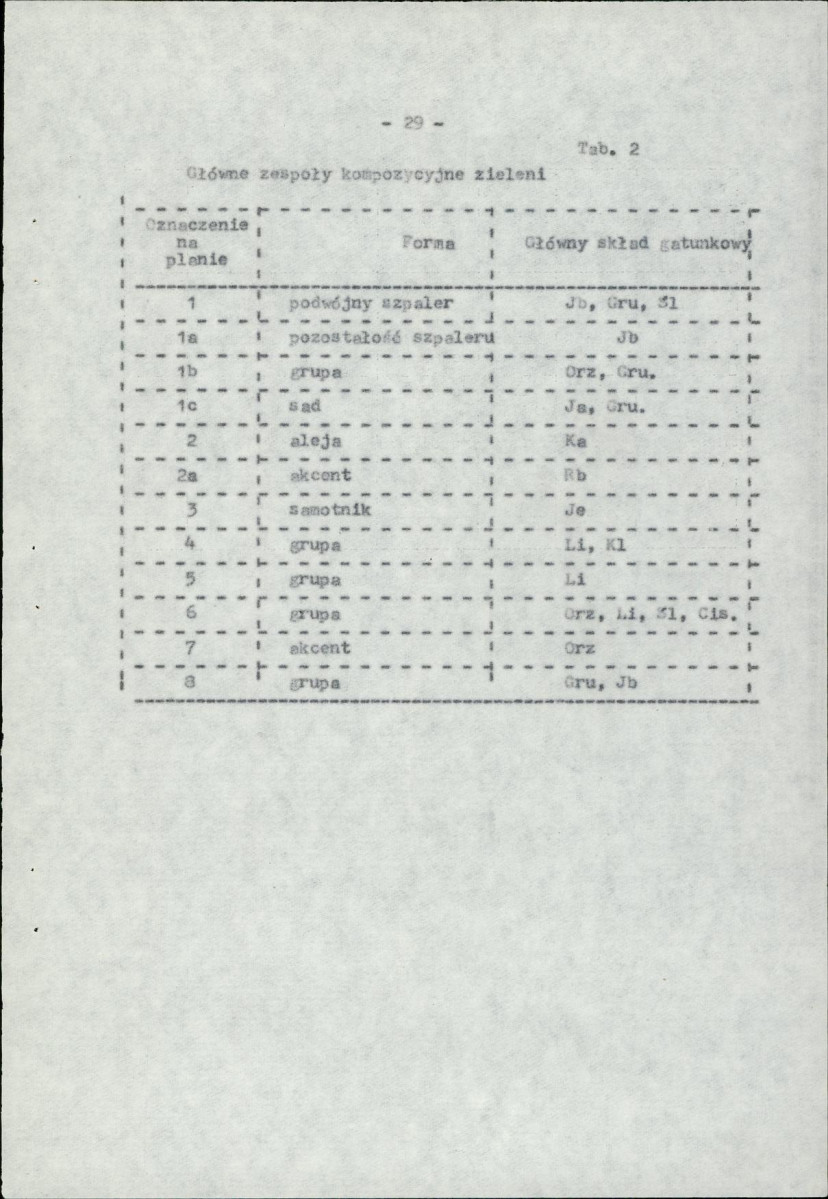 - 29 -
Tab. 2
Główne zespoły kompozycyjne zieleni
Oznaczenie na planie Forma Główny skład gatunkowy
1 podwójny szpaler Jb, Gru, Śl
1a pozostałość szpaleru Jb
1b grupa Orz, Gru.
1c sad Ja, Gru.
2 aleja Ka
2a akcent Rb
3 samotnik Je
4 grupa Li, Kl
5 grupa Li
6 grupa Orz, Li, Śl, Cis.
7 akcent Orz
8 grupa Gru, Jb